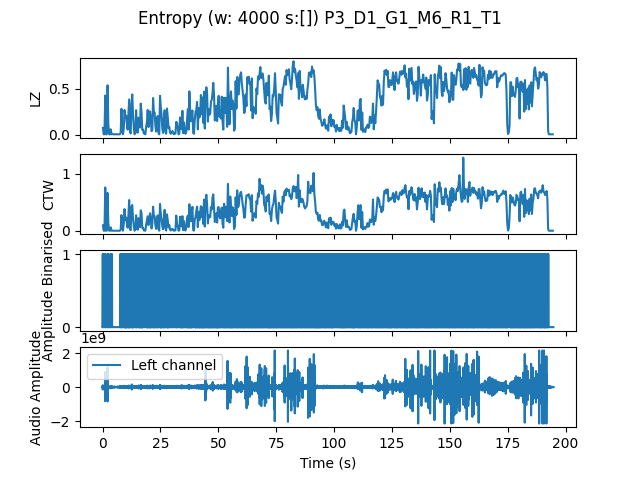 Entropy (w: 4000 s:[]) P3_D1_G1_M6_R1_T1
LZ
0.5
0.0
CTW
1
0
Amplitude Binarised
1
0
1e9
Audio Amplitude
2
0
−2
Left channel
0 25 50 75 100 125 150 175 200
Time (s)